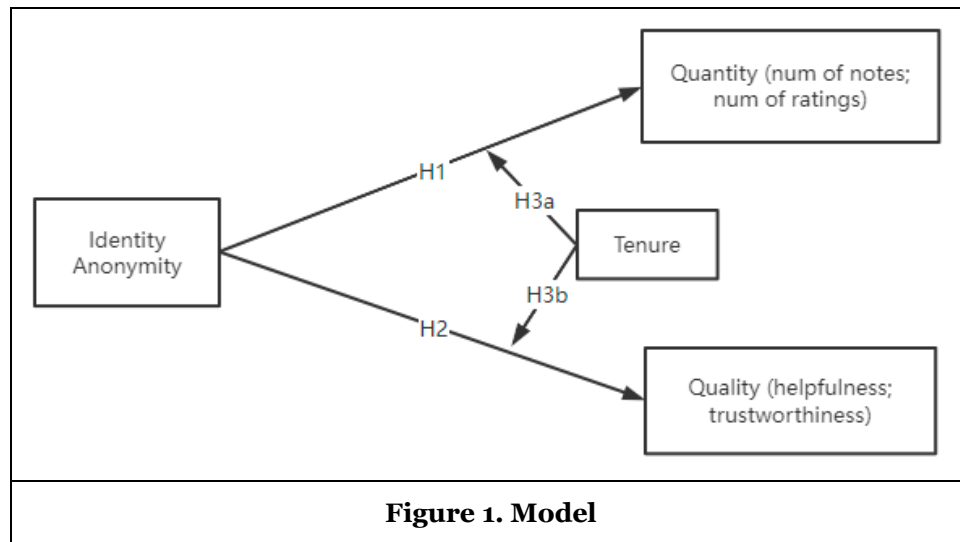 Quantity (num of notes;
num of ratings)
H1
H3a
Identity
Anonymity
Tenure
H3b
H2
Quality (helpfulness;
trustworthiness)
Figure 1. Model